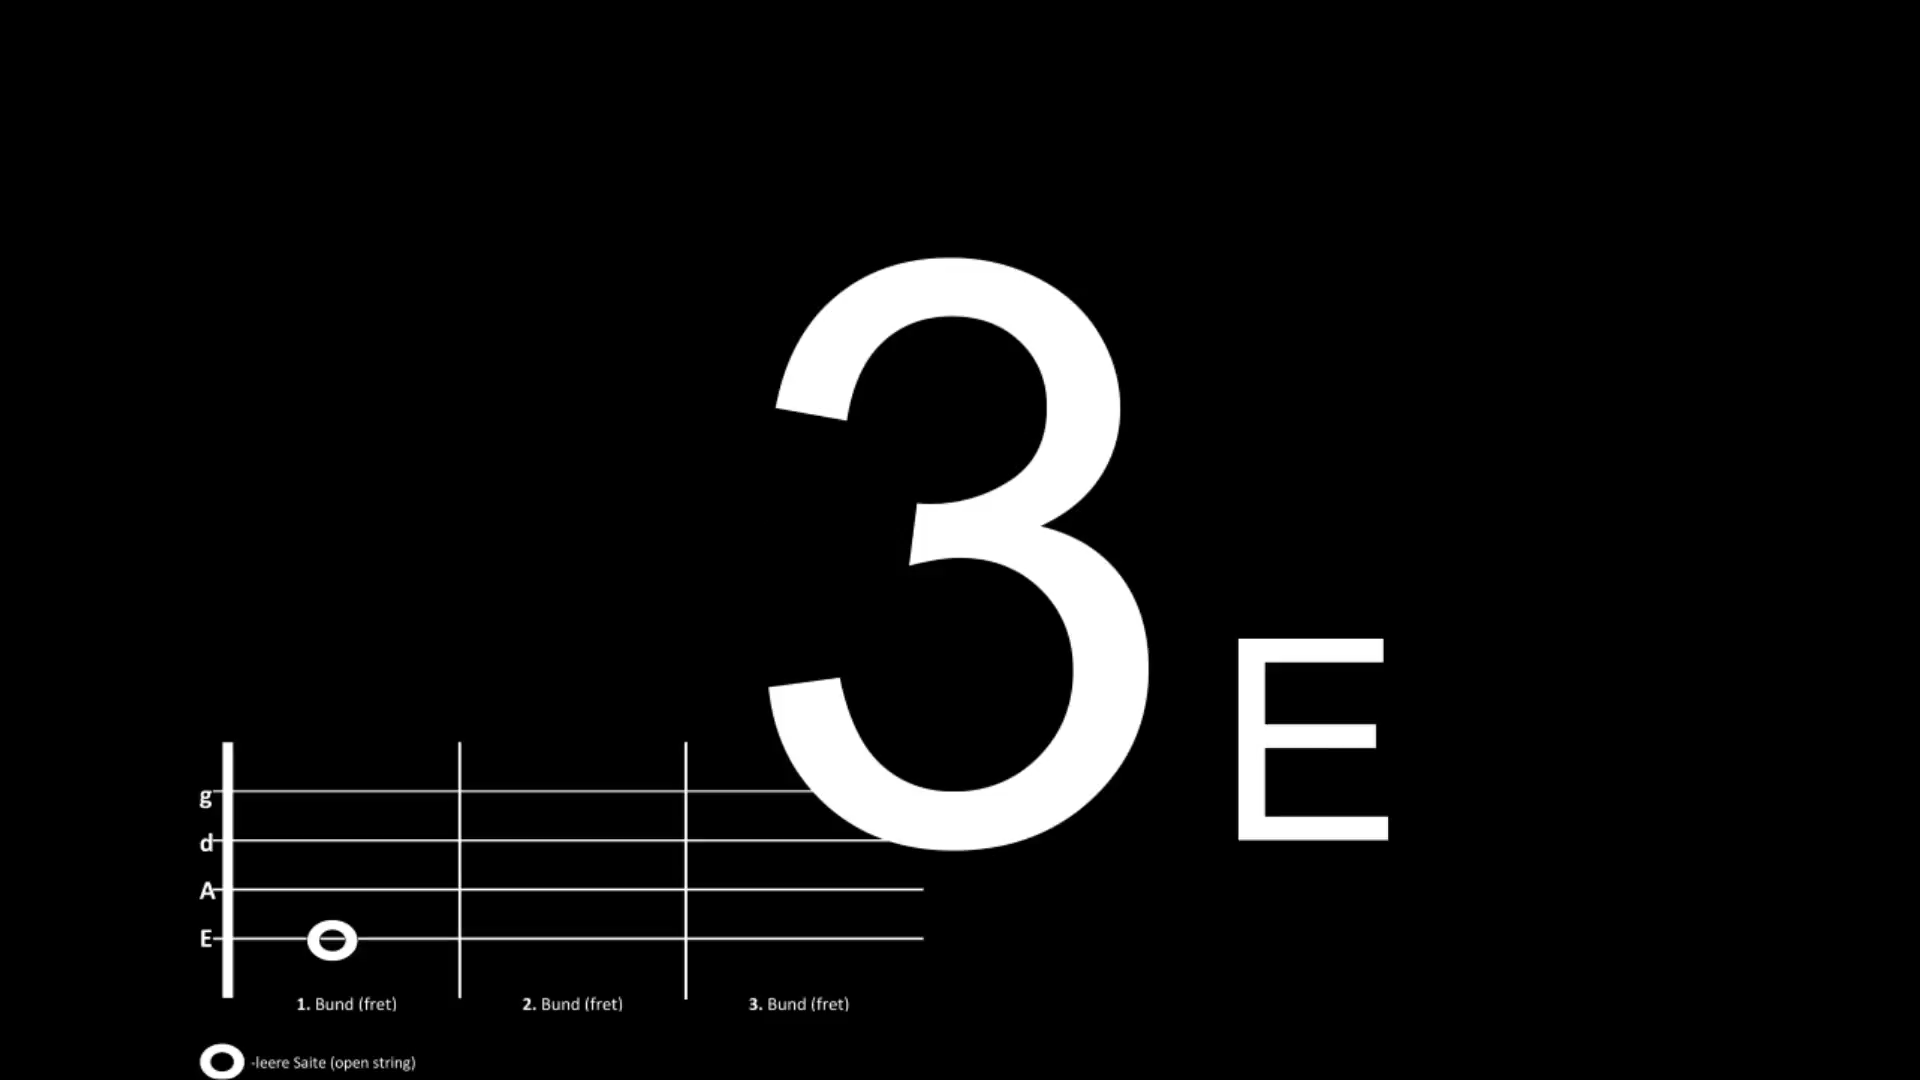 3
E
g
d
A
E
1. Bund (fret) 2. Bund (fret) 3. Bund (fret)
-leere Saite (open string)